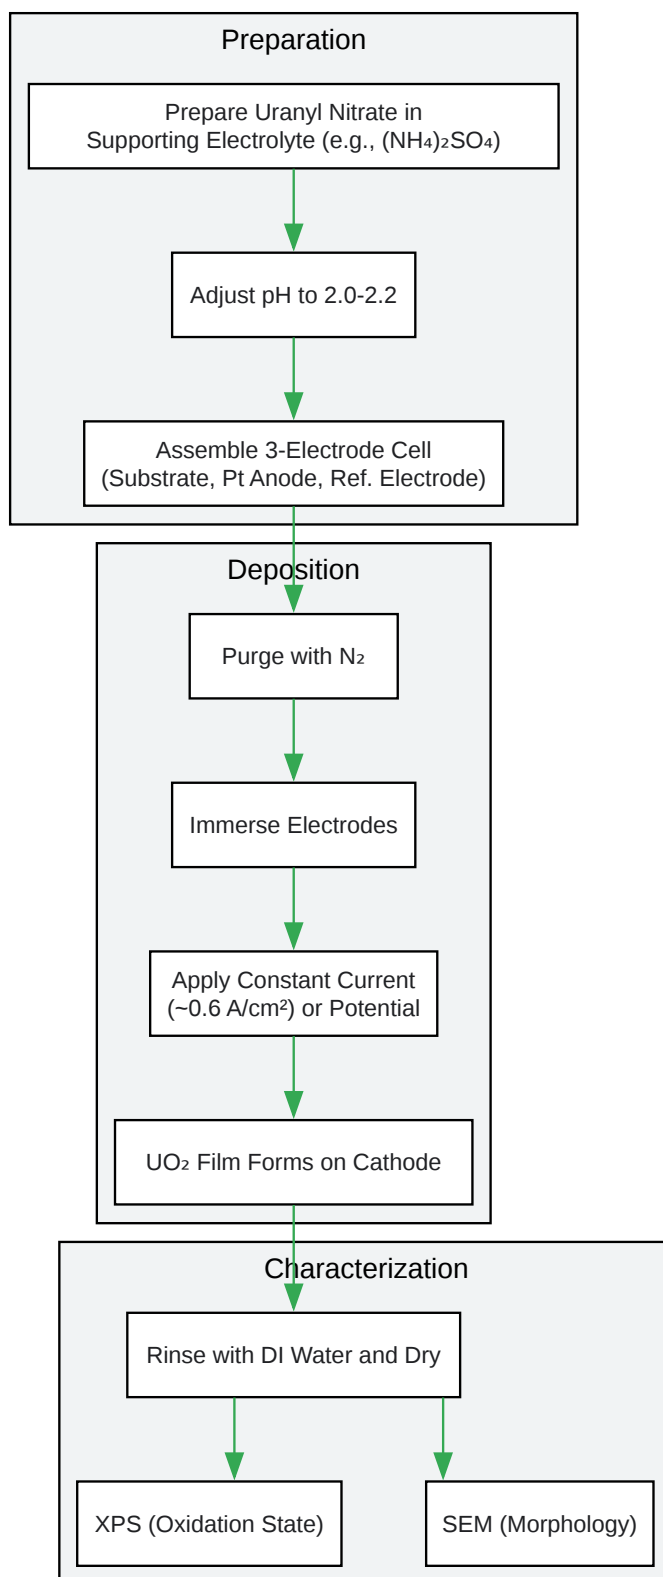 Preparation
Prepare Uranyl Nitrate in
Supporting Electrolyte (e.g., (NH₄)₂SO₄)
Adjust pH to 2.0-2.2
Assemble 3-Electrode Cell
(Substrate, Pt Anode, Ref. Electrode)
Deposition
Purge with N₂
Immerse Electrodes
Apply Constant Current
(~0.6 A/cm²) or Potential
UO₂ Film Forms on Cathode
Characterization
Rinse with DI Water and Dry
XPS (Oxidation State)
SEM (Morphology)